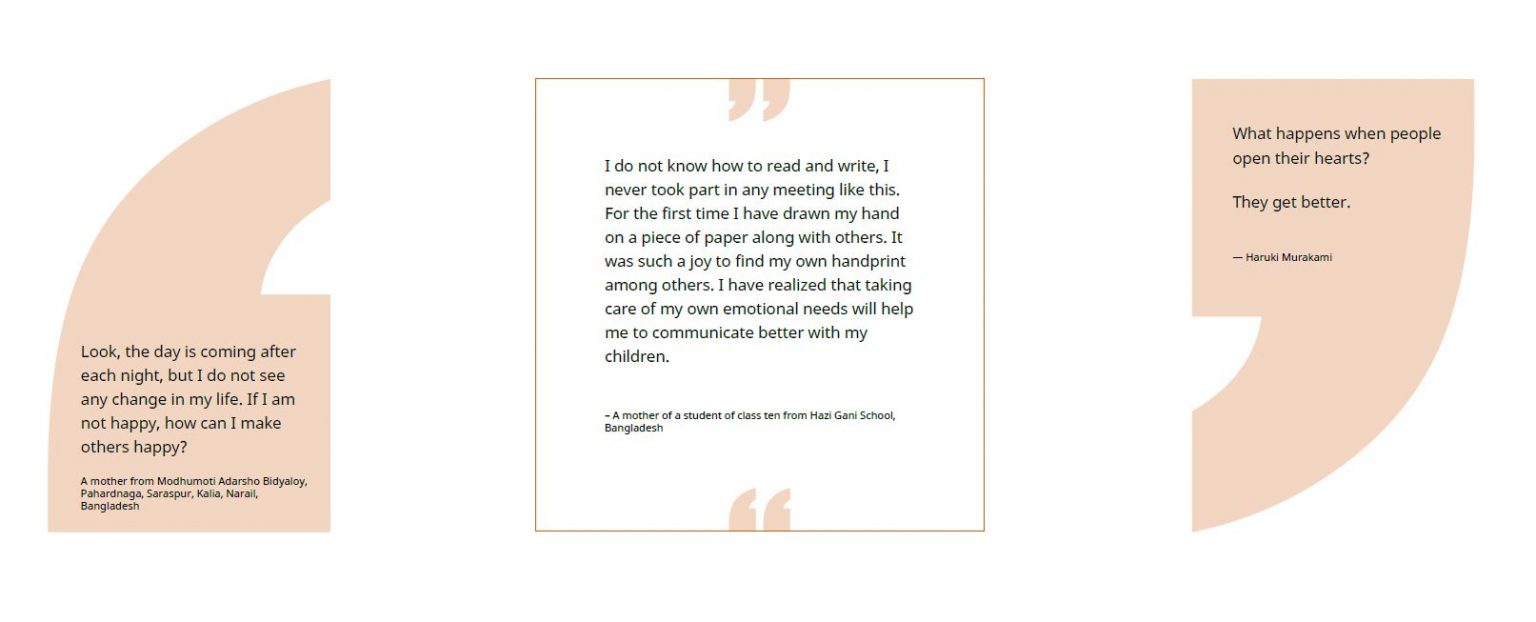 Look, the day is coming after
each night, but I do not see
any change in my life. If I am
not happy, how can I make
others happy?
A mother from Modhumoti Adarsho Bidyaloy,
Pahardnaga, Saraspur, Kalia, Narail,
Bangladesh
I do not know how to read and write, I
never took part in any meeting like this.
For the first time I have drawn my hand
on a piece of paper along with others. It
was such a joy to find my own handprint
among others. I have realized that taking
care of my own emotional needs will help
me to communicate better with my
children.
– A mother of a student of class ten from Hazi Gani School,
Bangladesh
What happens when people
open their hearts?
They get better.
— Haruki Murakami